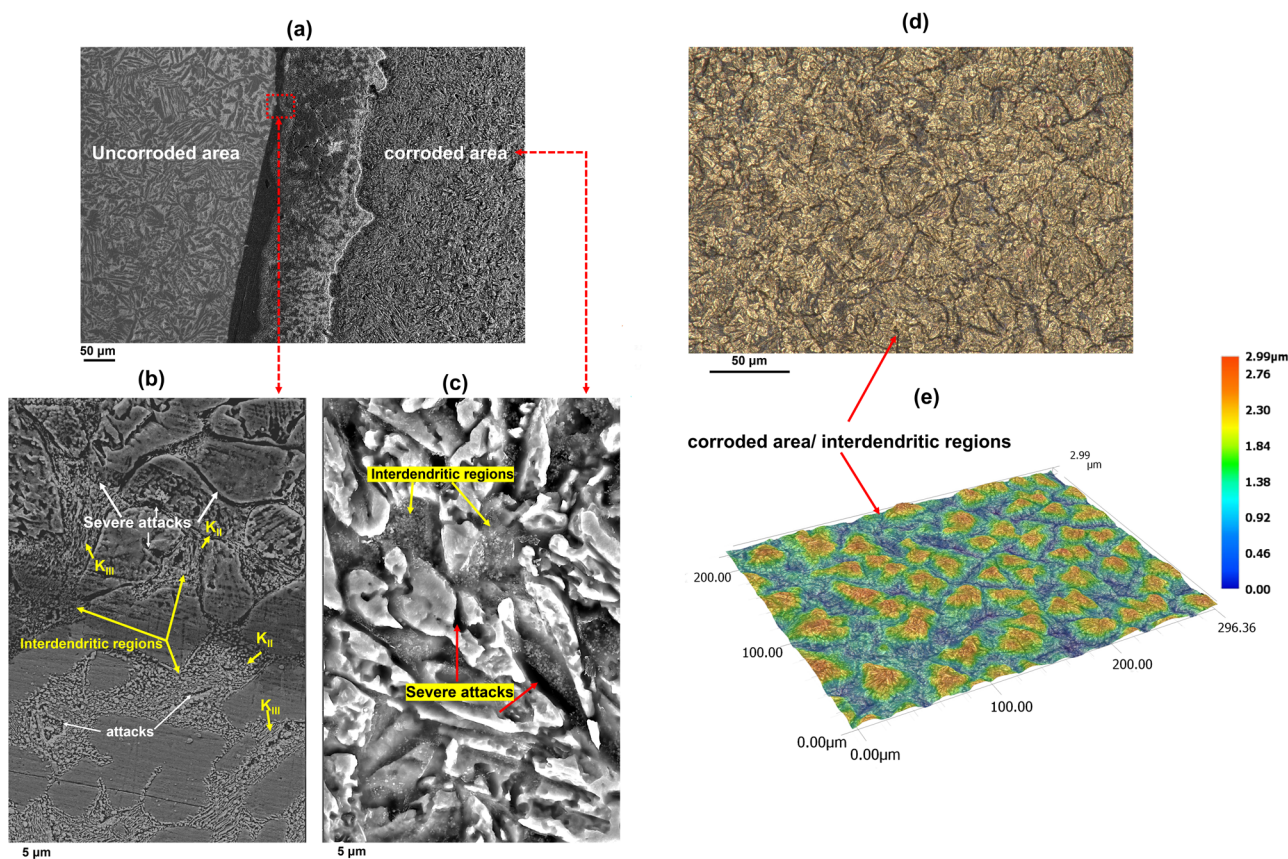 (a)
Uncorroded area
corroded area
50 µm
(b)
Severe attacks
KII
KIII
Interdendritic regions
KII
KIII
attacks
5 µm
(c)
Interdendritic regions
Severe attacks
5 µm
(d)
50 µm
(e)
corroded area/ interdendritic regions
2.99µm
2.76
2.30
1.84
1.38
0.92
0.46
0.00
2.99
µm
200.00
100.00
0.00µm
0.00µm
100.00
200.00
296.36